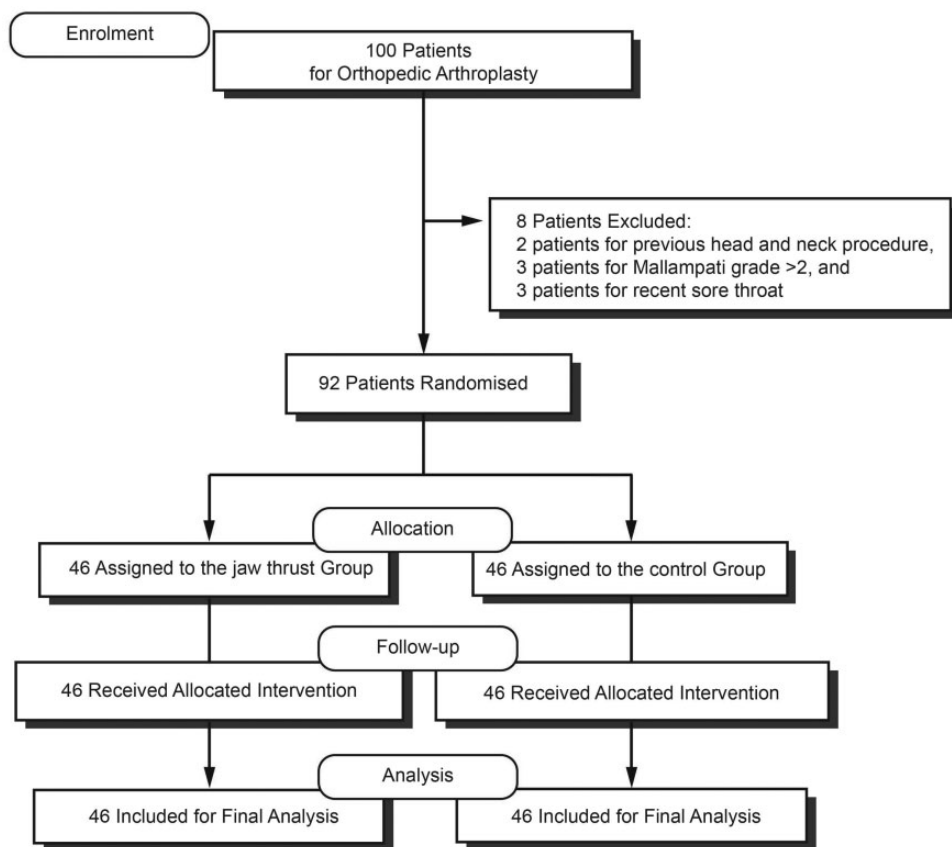 Enrolment
100 Patients
for Orthopedic Arthroplasty
8 Patients Excluded:
2 patients for previous head and neck procedure,
3 patients for Mallampati grade >2, and
3 patients for recent sore throat
92 Patients Randomised
Allocation
46 Assigned to the jaw thrust Group
46 Assigned to the control Group
Follow-up
46 Received Allocated Intervention
46 Received Allocated Intervention
Analysis
46 Included for Final Analysis
46 Included for Final Analysis